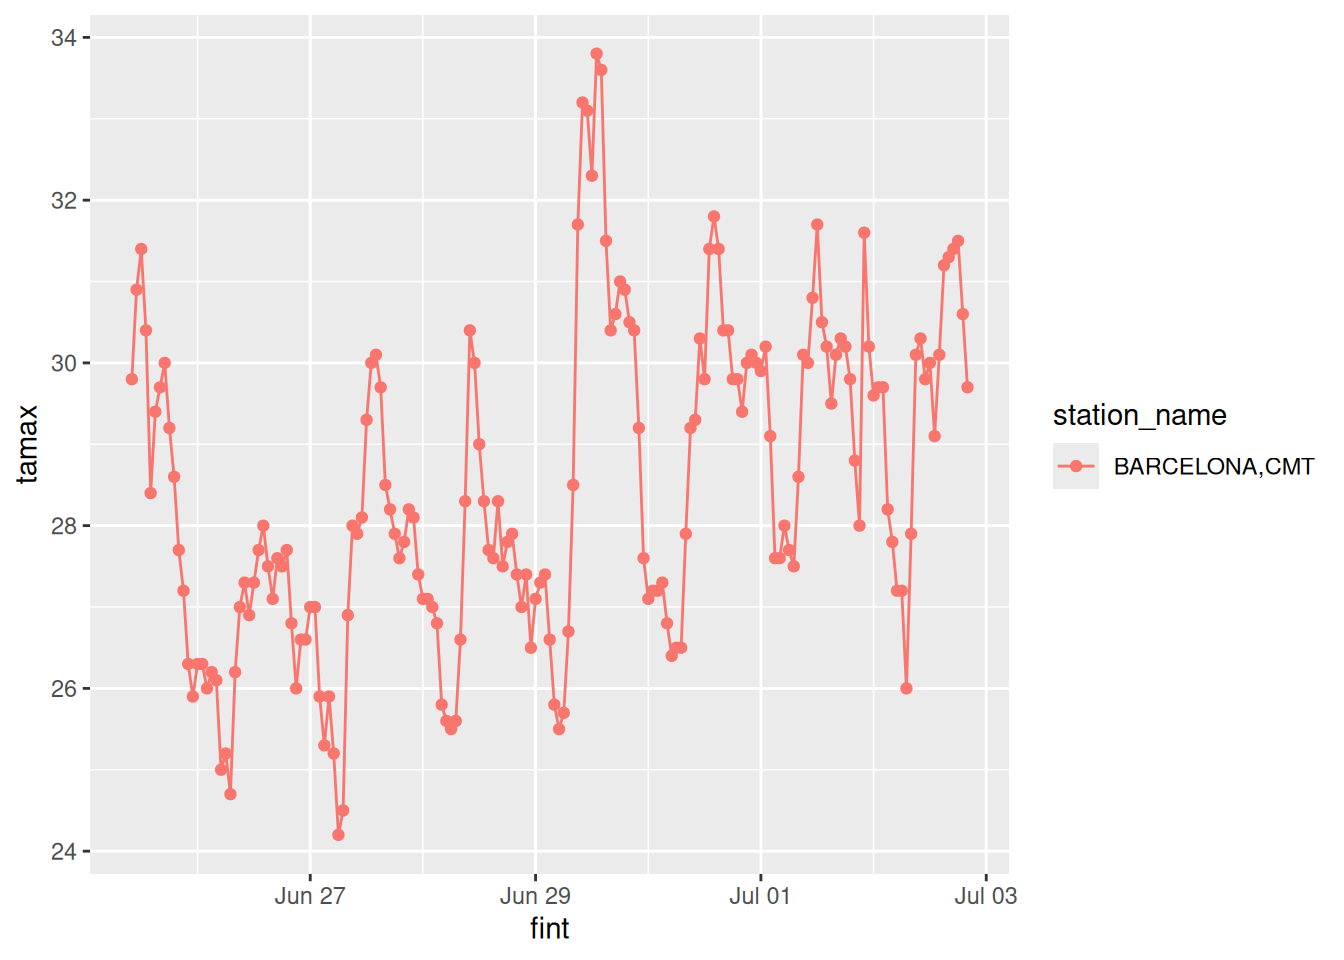 34
32
30
28
26
24
tamax
Jun 27
Jun 29
Jul 01
Jul 03
fint
station_name
BARCELONA,CMT